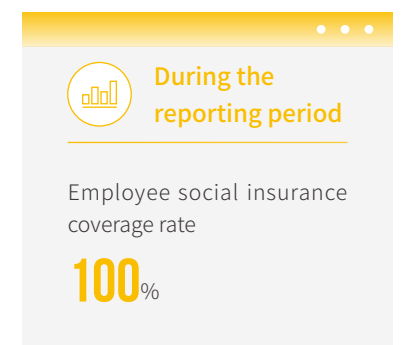 During the
reporting period
Employee social insurance
coverage rate
100%